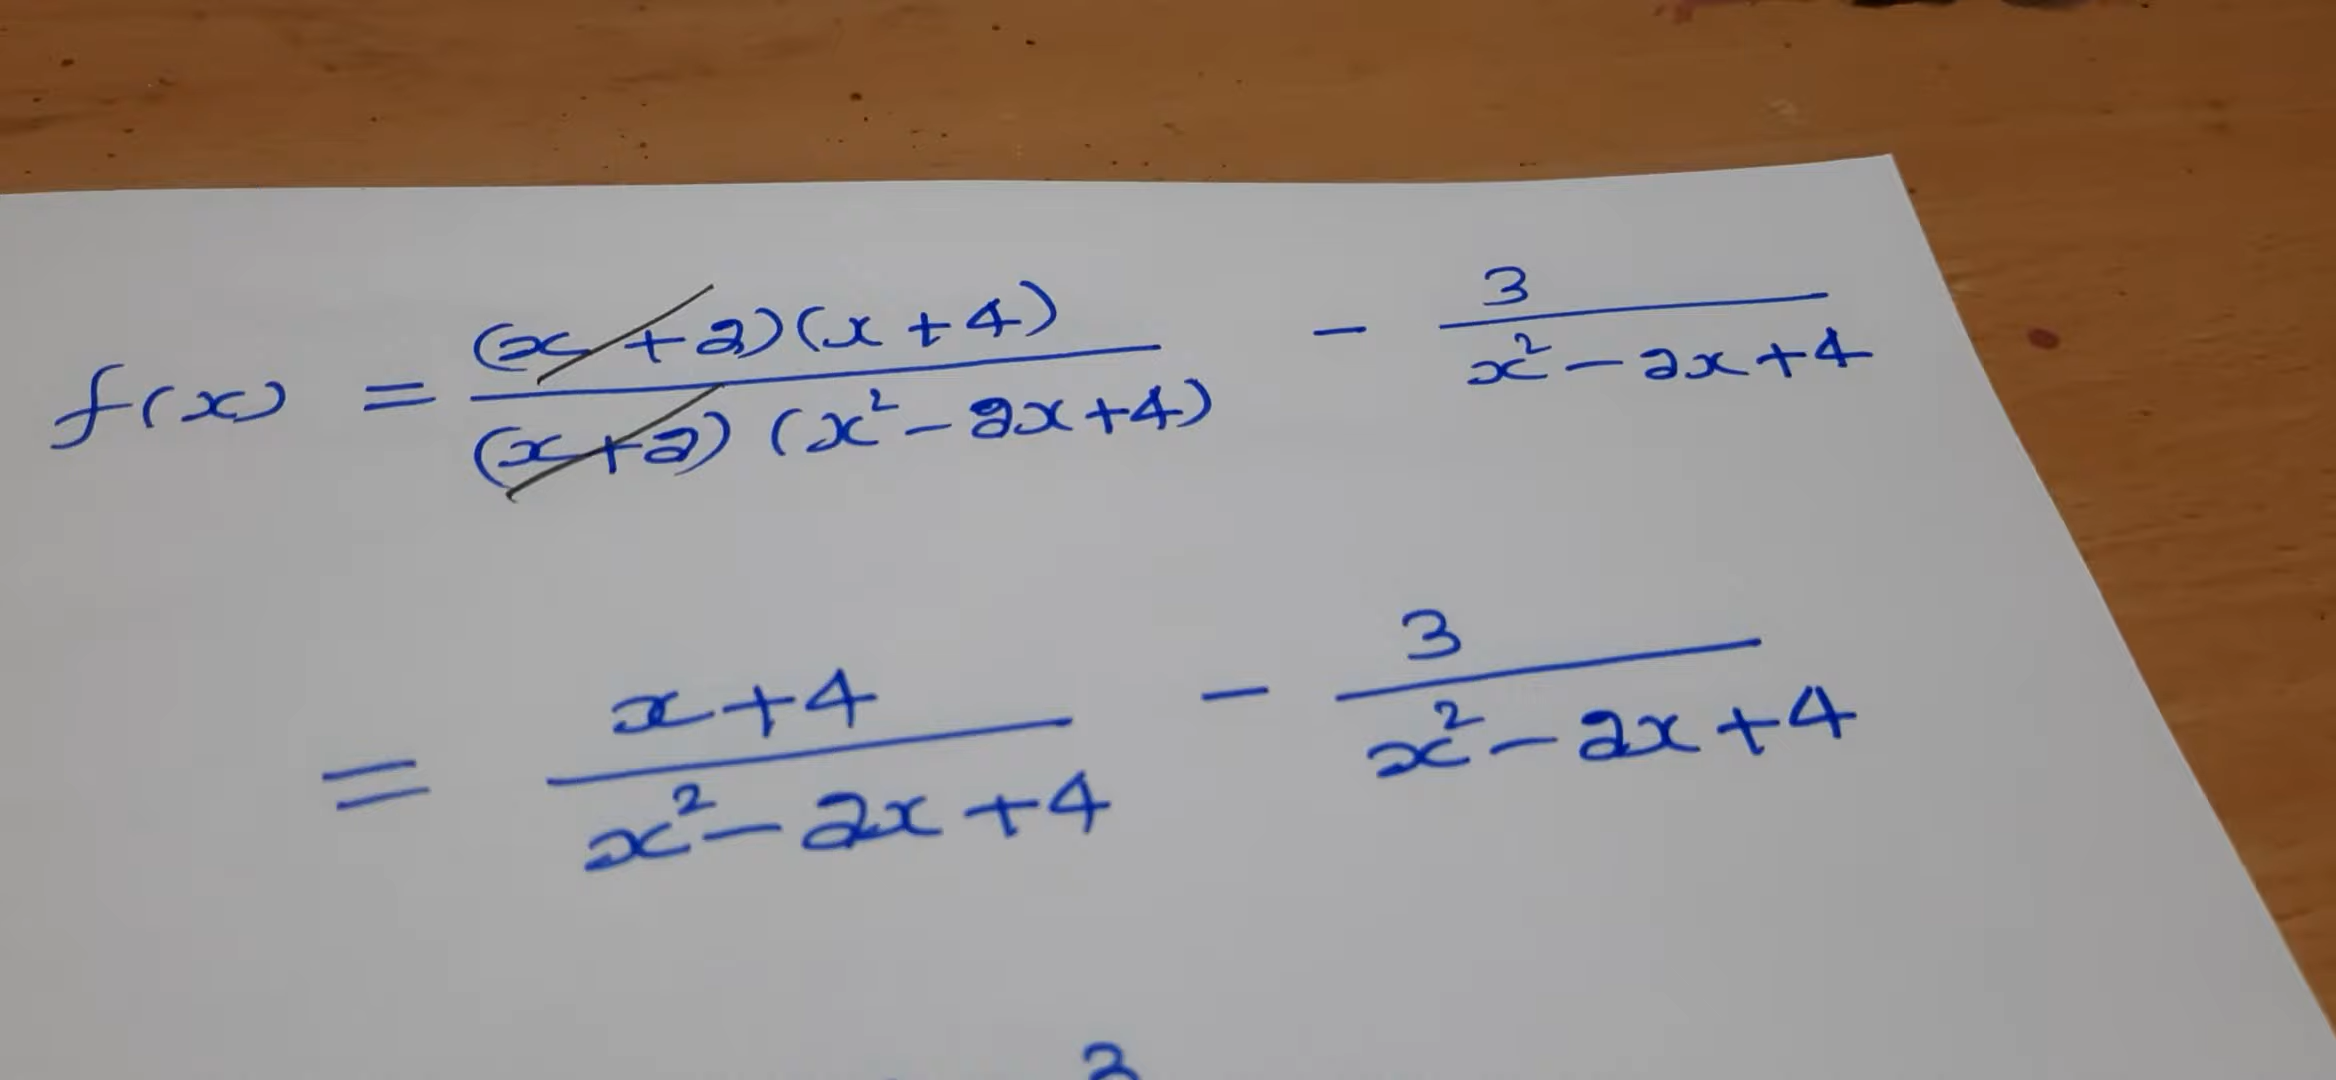 f(x) = (x+2)(x+4) / (x+2)(x²-2x+4) - 3 / x²-2x+4
= x+4 / x²-2x+4 - 3 / x²-2x+4